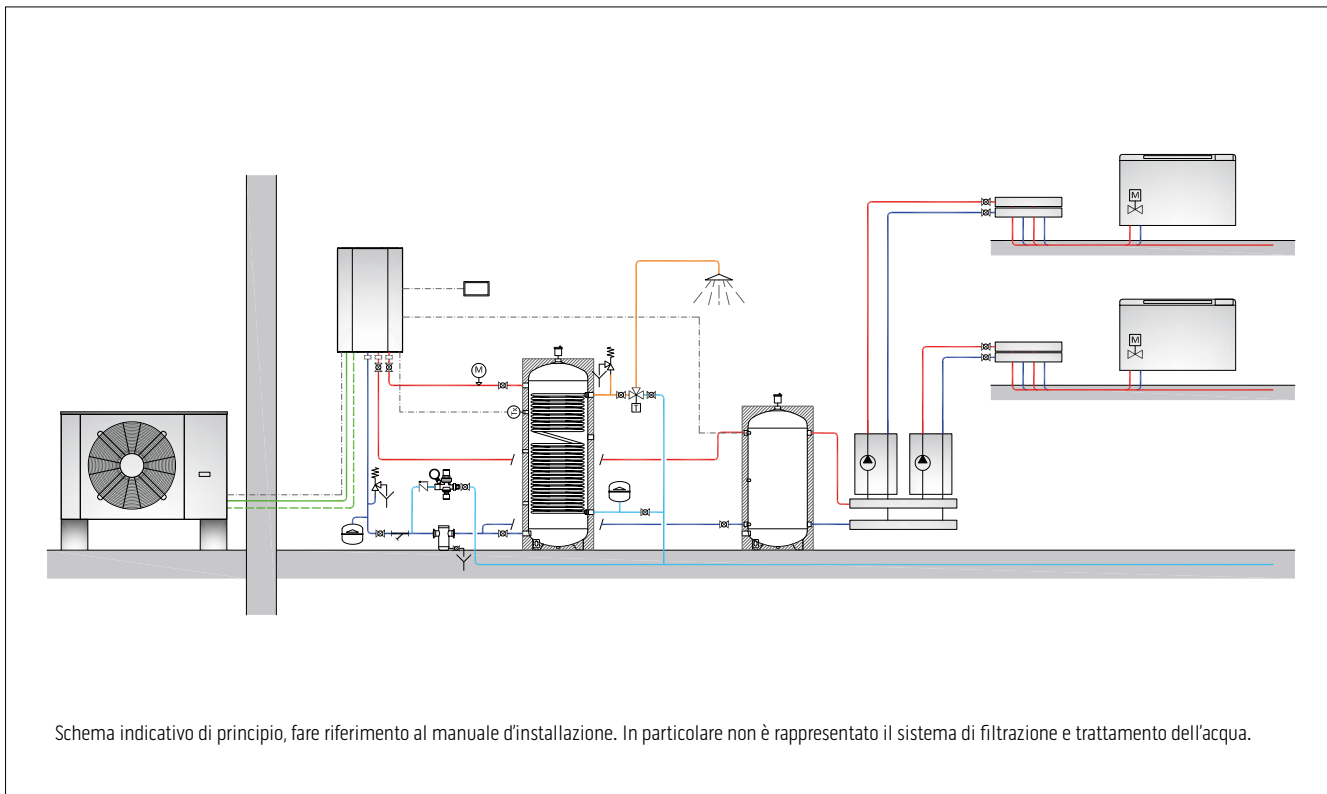 M
M
M
T
Schema indicativo di principio, fare riferimento al manuale d'installazione. In particolare non è rappresentato il sistema di filtrazione e trattamento dell'acqua.